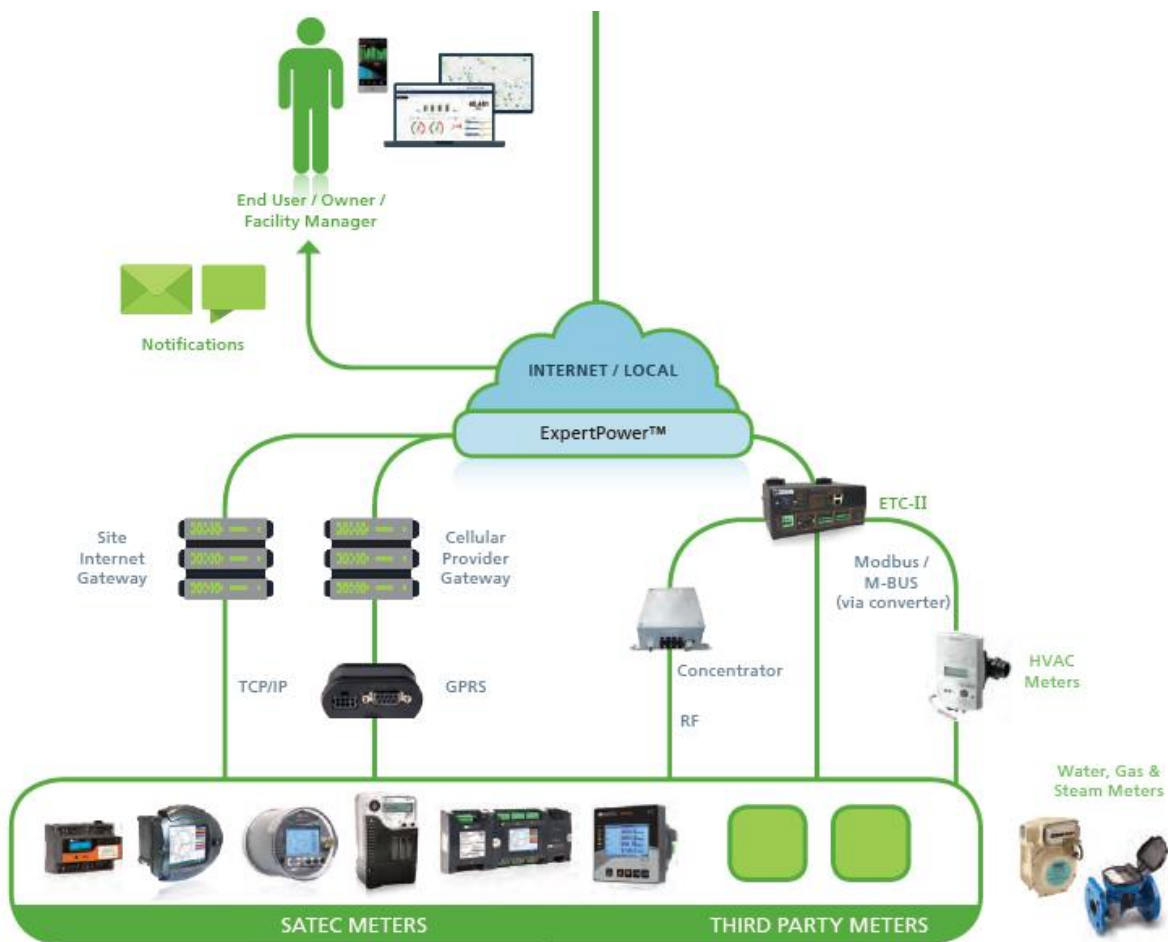 End User / Owner /
Facility Manager
Notifications
INTERNET / LOCAL
ExpertPower™
Site
Internet
Gateway
Cellular
Provider
Gateway
ETC-II
Modbus /
M-BUS
(via converter)
TCP/IP
GPRS
Concentrator
RF
HVAC
Meters
Water, Gas &
Steam Meters
SATEC METERS
THIRD PARTY METERS